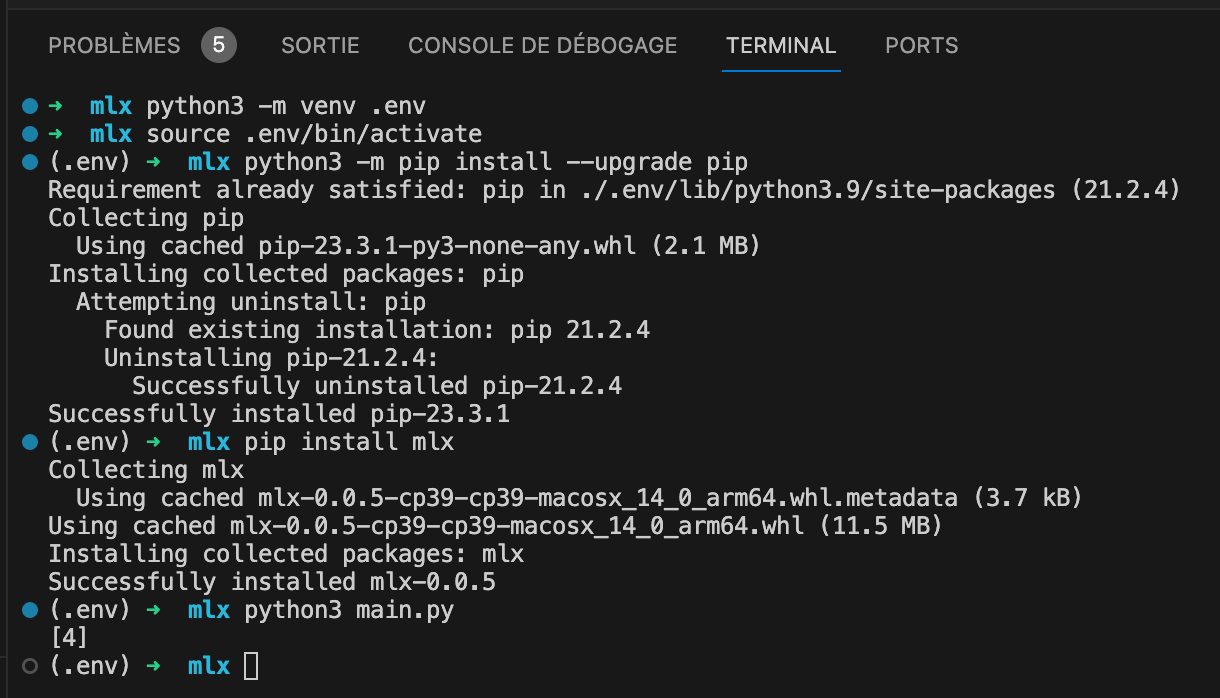 PROBLÈMES 5 SORTIE CONSOLE DE DÉBOGAGE TERMINAL PORTS
➜  mlx python3 -m venv .env
➜  mlx source .env/bin/activate
(.env) ➜  mlx python3 -m pip install --upgrade pip
Requirement already satisfied: pip in ./.env/lib/python3.9/site-packages (21.2.4)
Collecting pip
  Using cached pip-23.3.1-py3-none-any.whl (2.1 MB)
Installing collected packages: pip
  Attempting uninstall: pip
    Found existing installation: pip 21.2.4
    Uninstalling pip-21.2.4:
      Successfully uninstalled pip-21.2.4
Successfully installed pip-23.3.1
(.env) ➜  mlx pip install mlx
Collecting mlx
  Using cached mlx-0.0.5-cp39-cp39-macosx_14_0_arm64.whl.metadata (3.7 kB)
Using cached mlx-0.0.5-cp39-cp39-macosx_14_0_arm64.whl (11.5 MB)
Installing collected packages: mlx
Successfully installed mlx-0.0.5
(.env) ➜  mlx python3 main.py
[4]
(.env) ➜  mlx